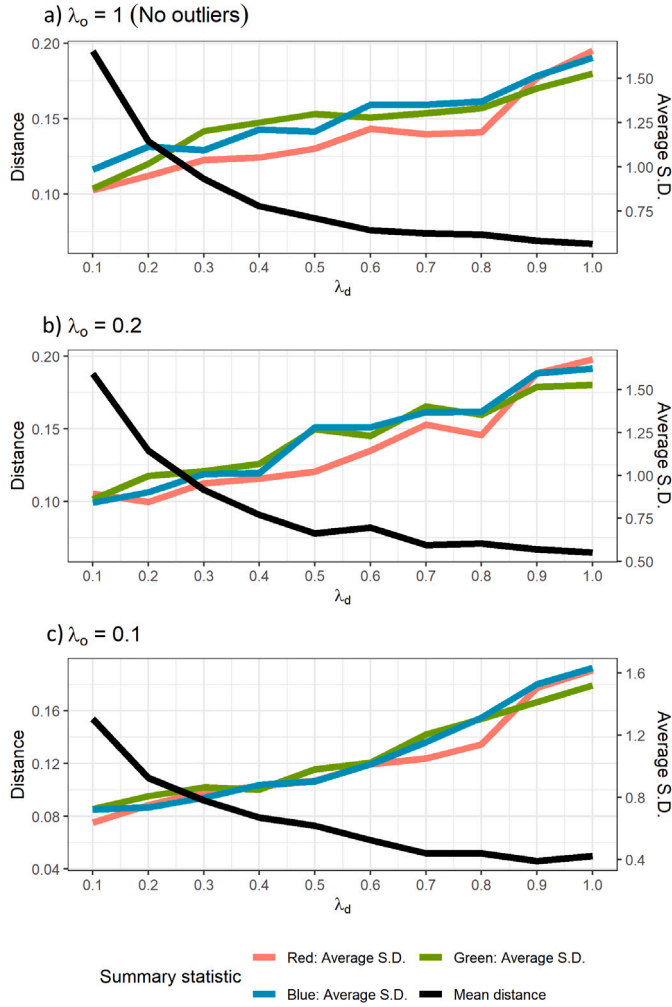 a) λo = 1 (No outliers)
0.20
0.15
0.10
Distance
1.50
1.25
1.00
0.75
Average S.D.
0.1 0.2 0.3 0.4 0.5 0.6 0.7 0.8 0.9 1.0
λd
b) λo = 0.2
0.20
0.15
0.10
Distance
1.50
1.25
1.00
0.75
0.50
Average S.D.
0.1 0.2 0.3 0.4 0.5 0.6 0.7 0.8 0.9 1.0
λd
c) λo = 0.1
0.16
0.12
0.08
0.04
Distance
1.6
1.2
0.8
0.4
Average S.D.
0.1 0.2 0.3 0.4 0.5 0.6 0.7 0.8 0.9 1.0
λd
Summary statistic
Red: Average S.D.
Green: Average S.D.
Blue: Average S.D.
Mean distance